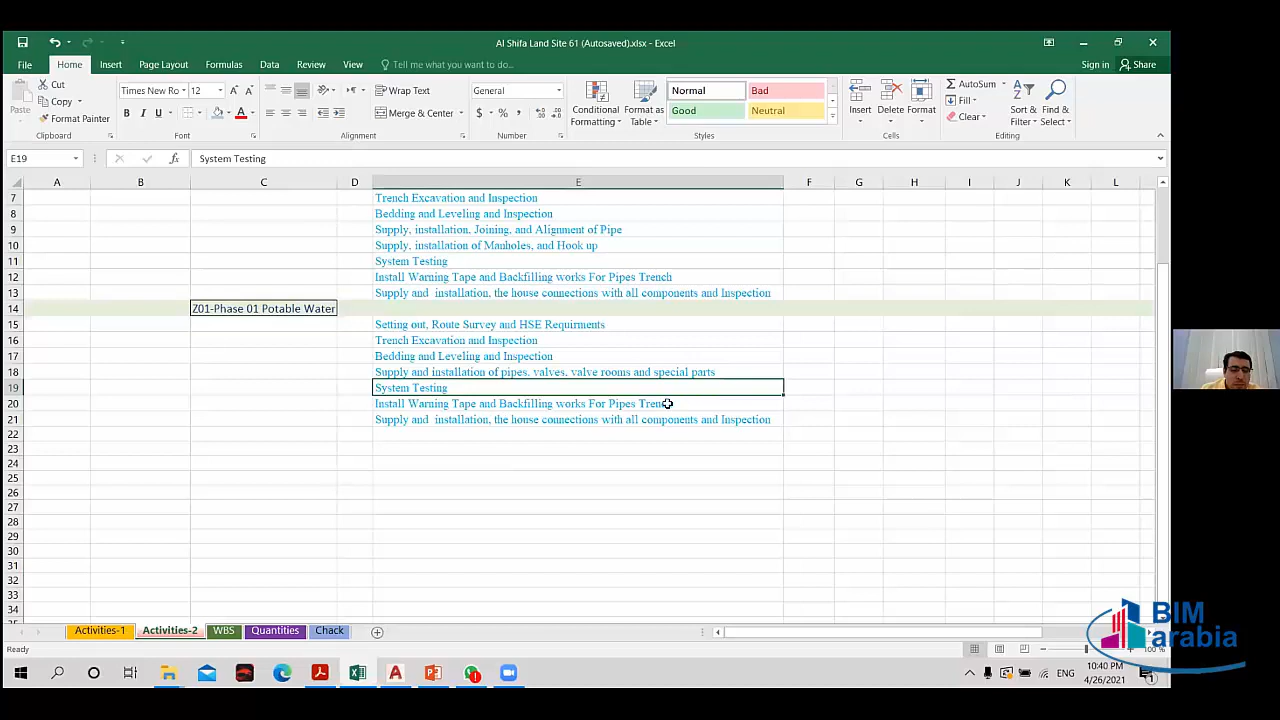 Al Shifa Land Site 61 (Autosaved).xlsx - Excel
File Home Insert Page Layout Formulas Data Review View Tell me what you want to do... Sign in Share
Paste
Cut
Copy
Format Painter
Clipboard
Times New Ro 12
B I U
Font
Wrap Text
Merge & Center
Alignment
General
$ % ,
Number
Conditional Formatting
Format as Table
Normal Bad
Good Neutral
Styles
Insert Delete Format
Cells
AutoSum
Fill
Clear
Sort & Filter
Find & Select
Editing
E19 fx System Testing
A B C D E F G H I J K L
7 Trench Excavation and Inspection
8 Bedding and Leveling and Inspection
9 Supply, installation, Joining, and Alignment of Pipe
10 Supply, installation of Manholes, and Hook up
11 System Testing
12 Install Warning Tape and Backfilling works For Pipes Trench
13 Supply and installation, the house connections with all components and Inspection
14 Z01-Phase 01 Potable Water
15 Setting out, Route Survey and HSE Requirments
16 Trench Excavation and Inspection
17 Bedding and Leveling and Inspection
18 Supply and installation of pipes, valves, valve rooms and special parts
19 System Testing
20 Install Warning Tape and Backfilling works For Pipes
21 Supply and installation, the house connections with all components and Inspection
22
23
24
25
26
27
28
29
30
31
32
33
34
Activities-1 Activities-2 WBS Quantities Chack
Ready
100 %
ENG
10:40 PM
4/26/2021
BIM
arabia